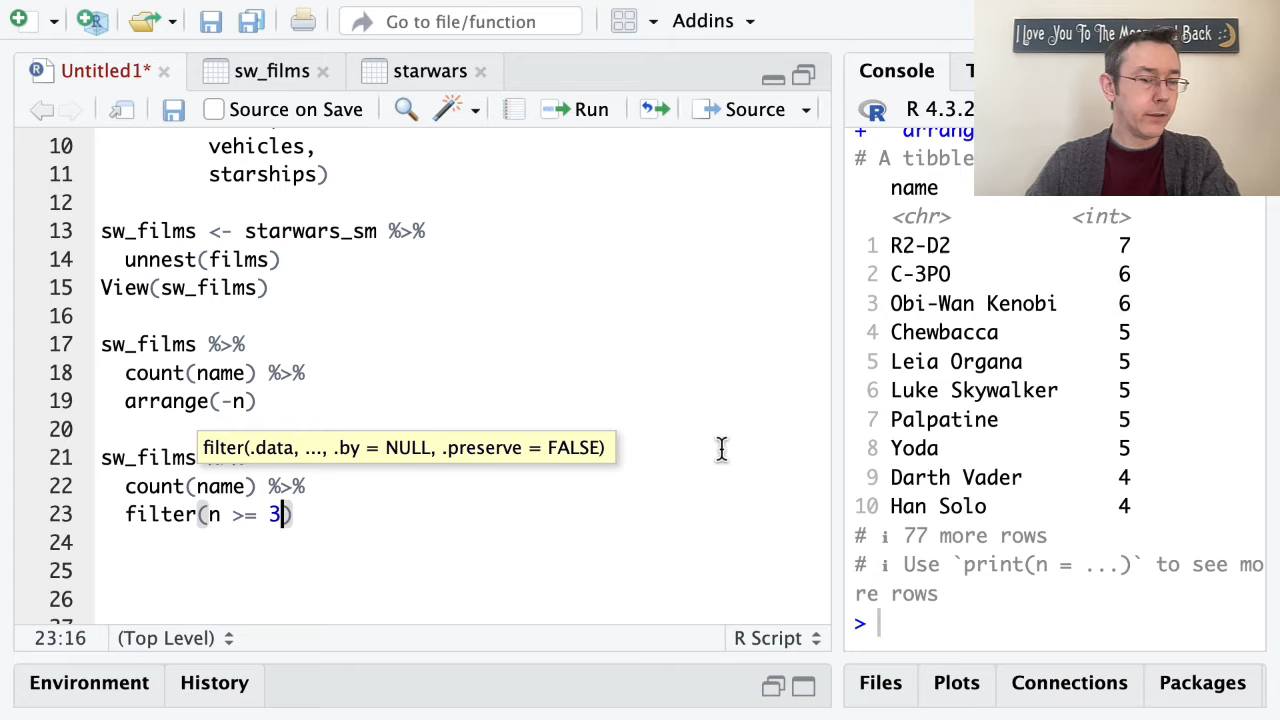 Go to file/function
Addins
Untitled1*
sw_films
starwars
Source on Save
Run
Source
10 vehicles,
11 starships)
12
13 sw_films <- starwars_sm %>%
14 unnest(films)
15 View(sw_films)
16
17 sw_films %>%
18 count(name) %>%
19 arrange(-n)
20
filter(.data, ..., .by = NULL, .preserve = FALSE)
21 sw_films
22 count(name) %>%
23 filter(n >= 3)
24
25
26
23:16 (Top Level) R Script
Environment
History
Console
R 4.3.2
+ arrange
# A tibble
name
<chr> <int>
1 R2-D2 7
2 C-3PO 6
3 Obi-Wan Kenobi 6
4 Chewbacca 5
5 Leia Organa 5
6 Luke Skywalker 5
7 Palpatine 5
8 Yoda 5
9 Darth Vader 4
10 Han Solo 4
# ℹ 77 more rows
# ℹ Use `print(n = ...)` to see mo
re rows
>
Files
Plots
Connections
Packages
I Love You To The Back